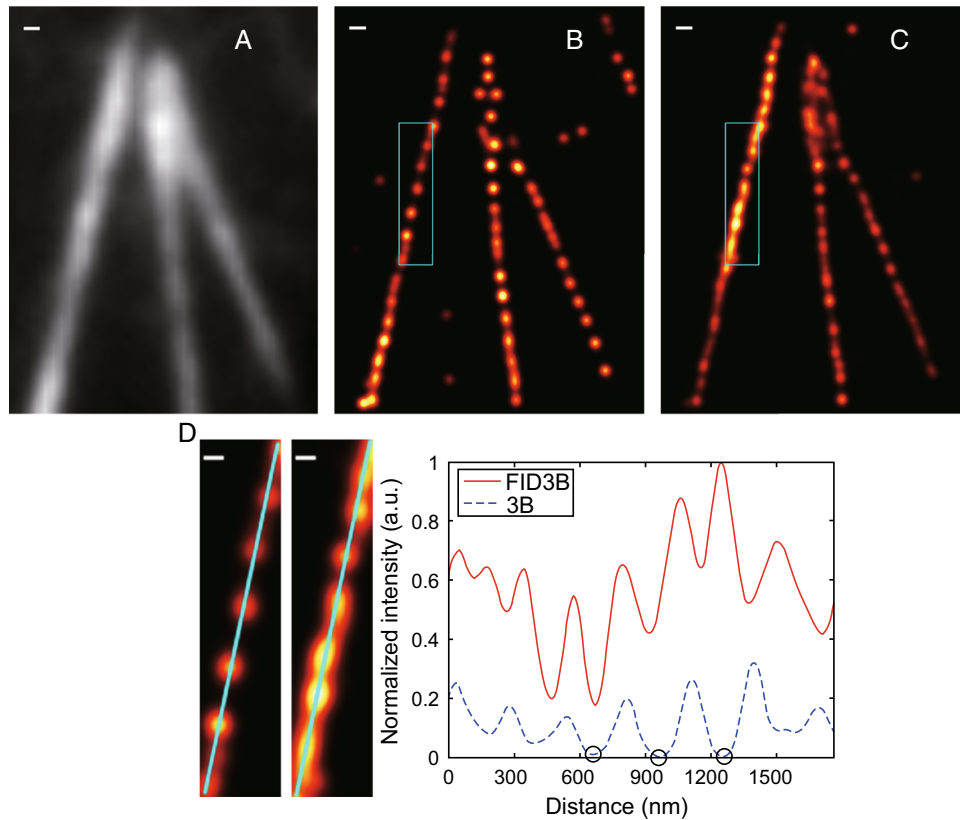 A
B
C
D
FID3B
3B
Normalized intensity (a.u.)
1
0.8
0.6
0.4
0.2
0
0 300 600 900 1200 1500
Distance (nm)